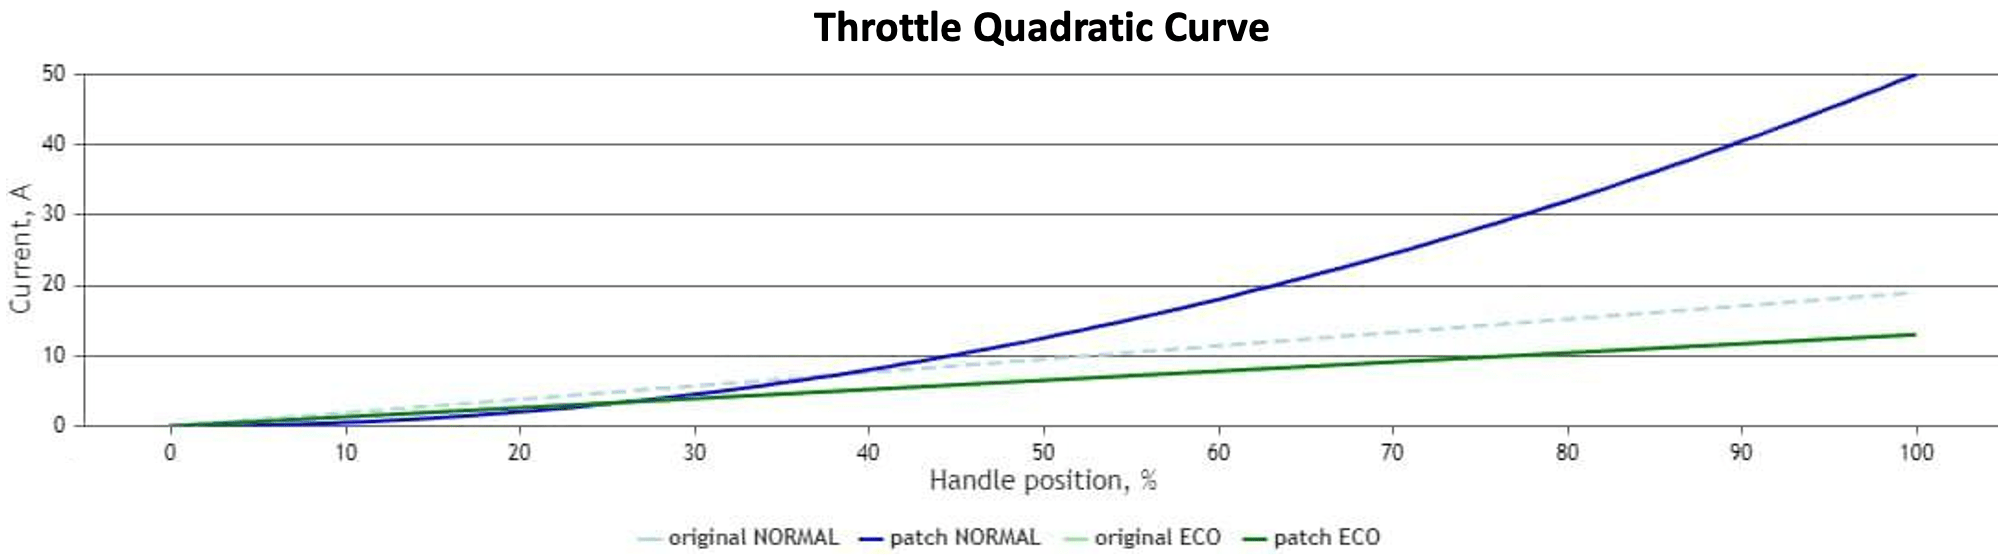 Throttle Quadratic Curve
50
40
30
20
10
0
Current, A
0 10 20 30 40 50 60 70 80 90 100
Handle position, %
original NORMAL patch NORMAL original ECO patch ECO